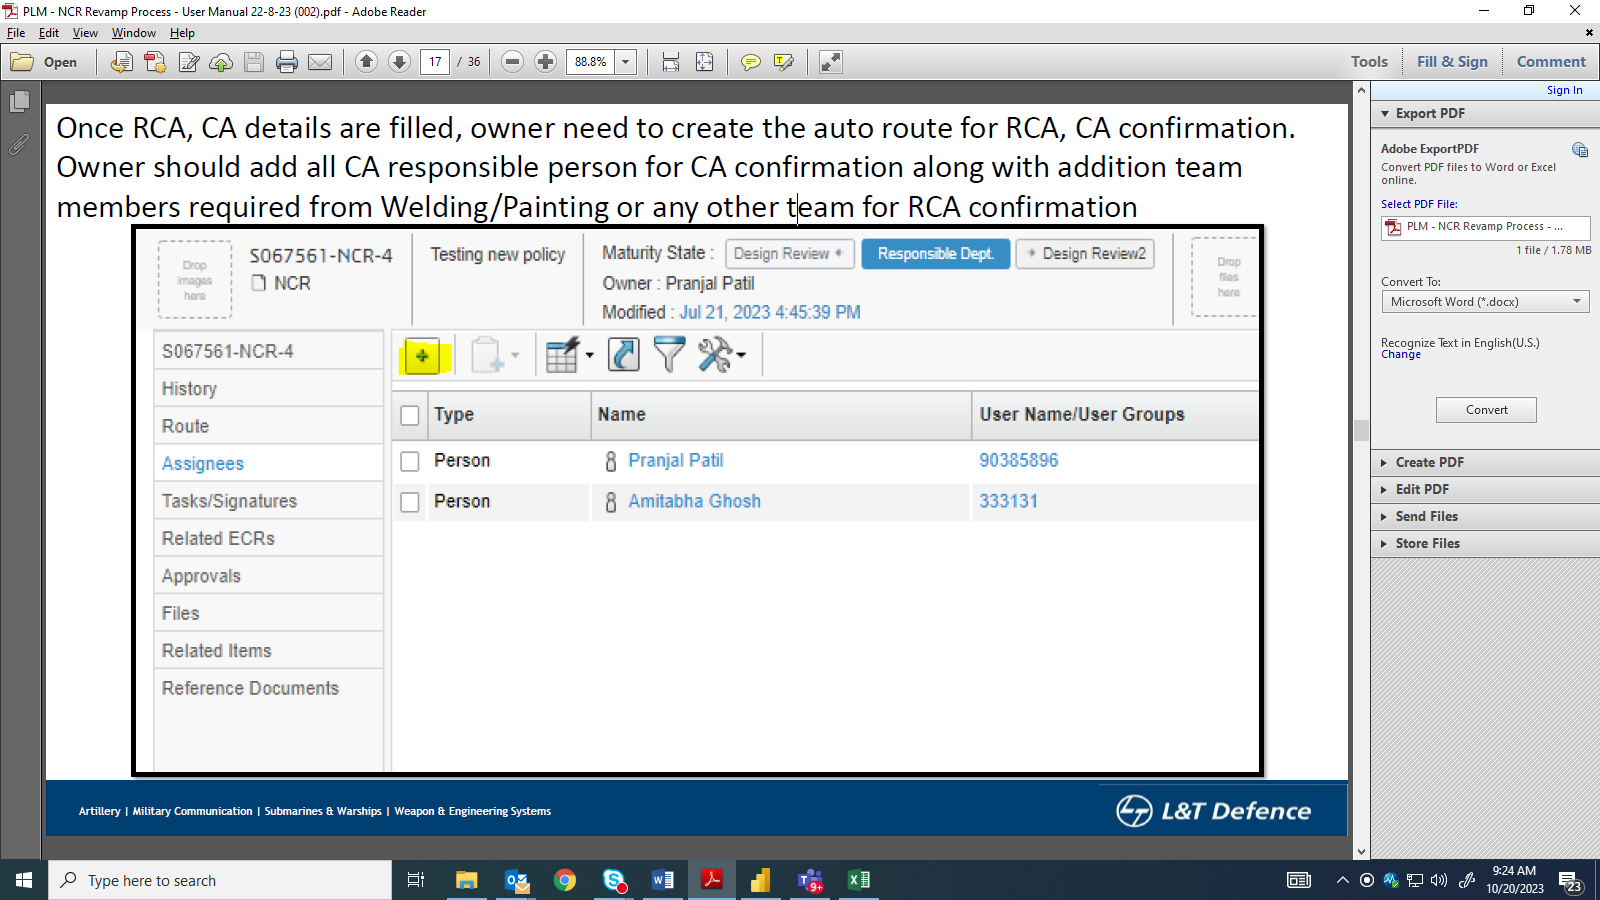 PLM - NCR Revamp Process - User Manual 22-8-23 (002).pdf - Adobe Reader
File Edit View Window Help
Open 17 / 36 88.8% Tools Fill & Sign Comment
Sign In
Once RCA, CA details are filled, owner need to create the auto route for RCA, CA confirmation.
Owner should add all CA responsible person for CA confirmation along with addition team
members required from Welding/Painting or any other team for RCA confirmation
Drop
images
here
S067561-NCR-4
NCR
Testing new policy
Maturity State : Design Review Responsible Dept. Design Review2
Owner : Pranjal Patil
Modified : Jul 21, 2023 4:45:39 PM
Drop
files
here
S067561-NCR-4
History
Route
Assignees
Tasks/Signatures
Related ECRs
Approvals
Files
Related Items
Reference Documents
Type Name User Name/User Groups
Person Pranjal Patil 90385896
Person Amitabha Ghosh 333131
Artillery | Military Communication | Submarines & Warships | Weapon & Engineering Systems
L&T Defence
Export PDF
Adobe ExportPDF
Convert PDF files to Word or Excel
online.
Select PDF File:
PLM - NCR Revamp Process - ...
1 file / 1.78 MB
Convert To:
Microsoft Word (*.docx)
Recognize Text in English(U.S.)
Change
Convert
Create PDF
Edit PDF
Send Files
Store Files
Type here to search
9+
9:24 AM
10/20/2023
23